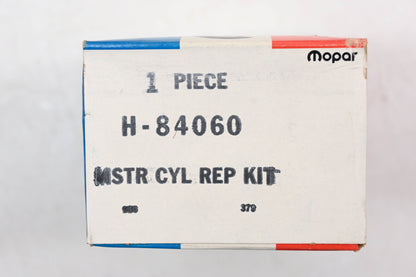 mopar
1 PIECE
H-84060
MSTR CYL REP KIT
379